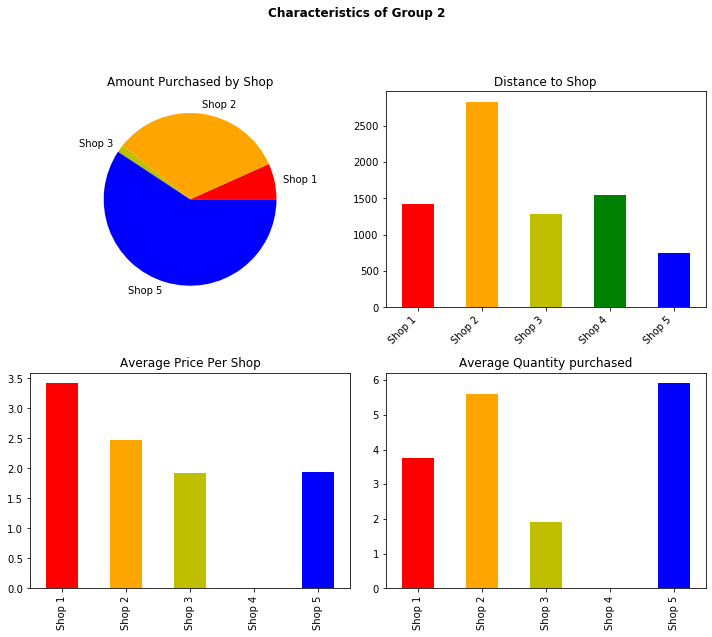 Characteristics of Group 2
Amount Purchased by Shop
Shop 2
Shop 3
Shop 1
Shop 5
Distance to Shop
2500
2000
1500
1000
500
0
Shop 1
Shop 2
Shop 3
Shop 4
Shop 5
Average Price Per Shop
3.5
3.0
2.5
2.0
1.5
1.0
0.5
0.0
Shop 1
Shop 2
Shop 3
Shop 4
Shop 5
Average Quantity purchased
6
5
4
3
2
1
0
Shop 1
Shop 2
Shop 3
Shop 4
Shop 5